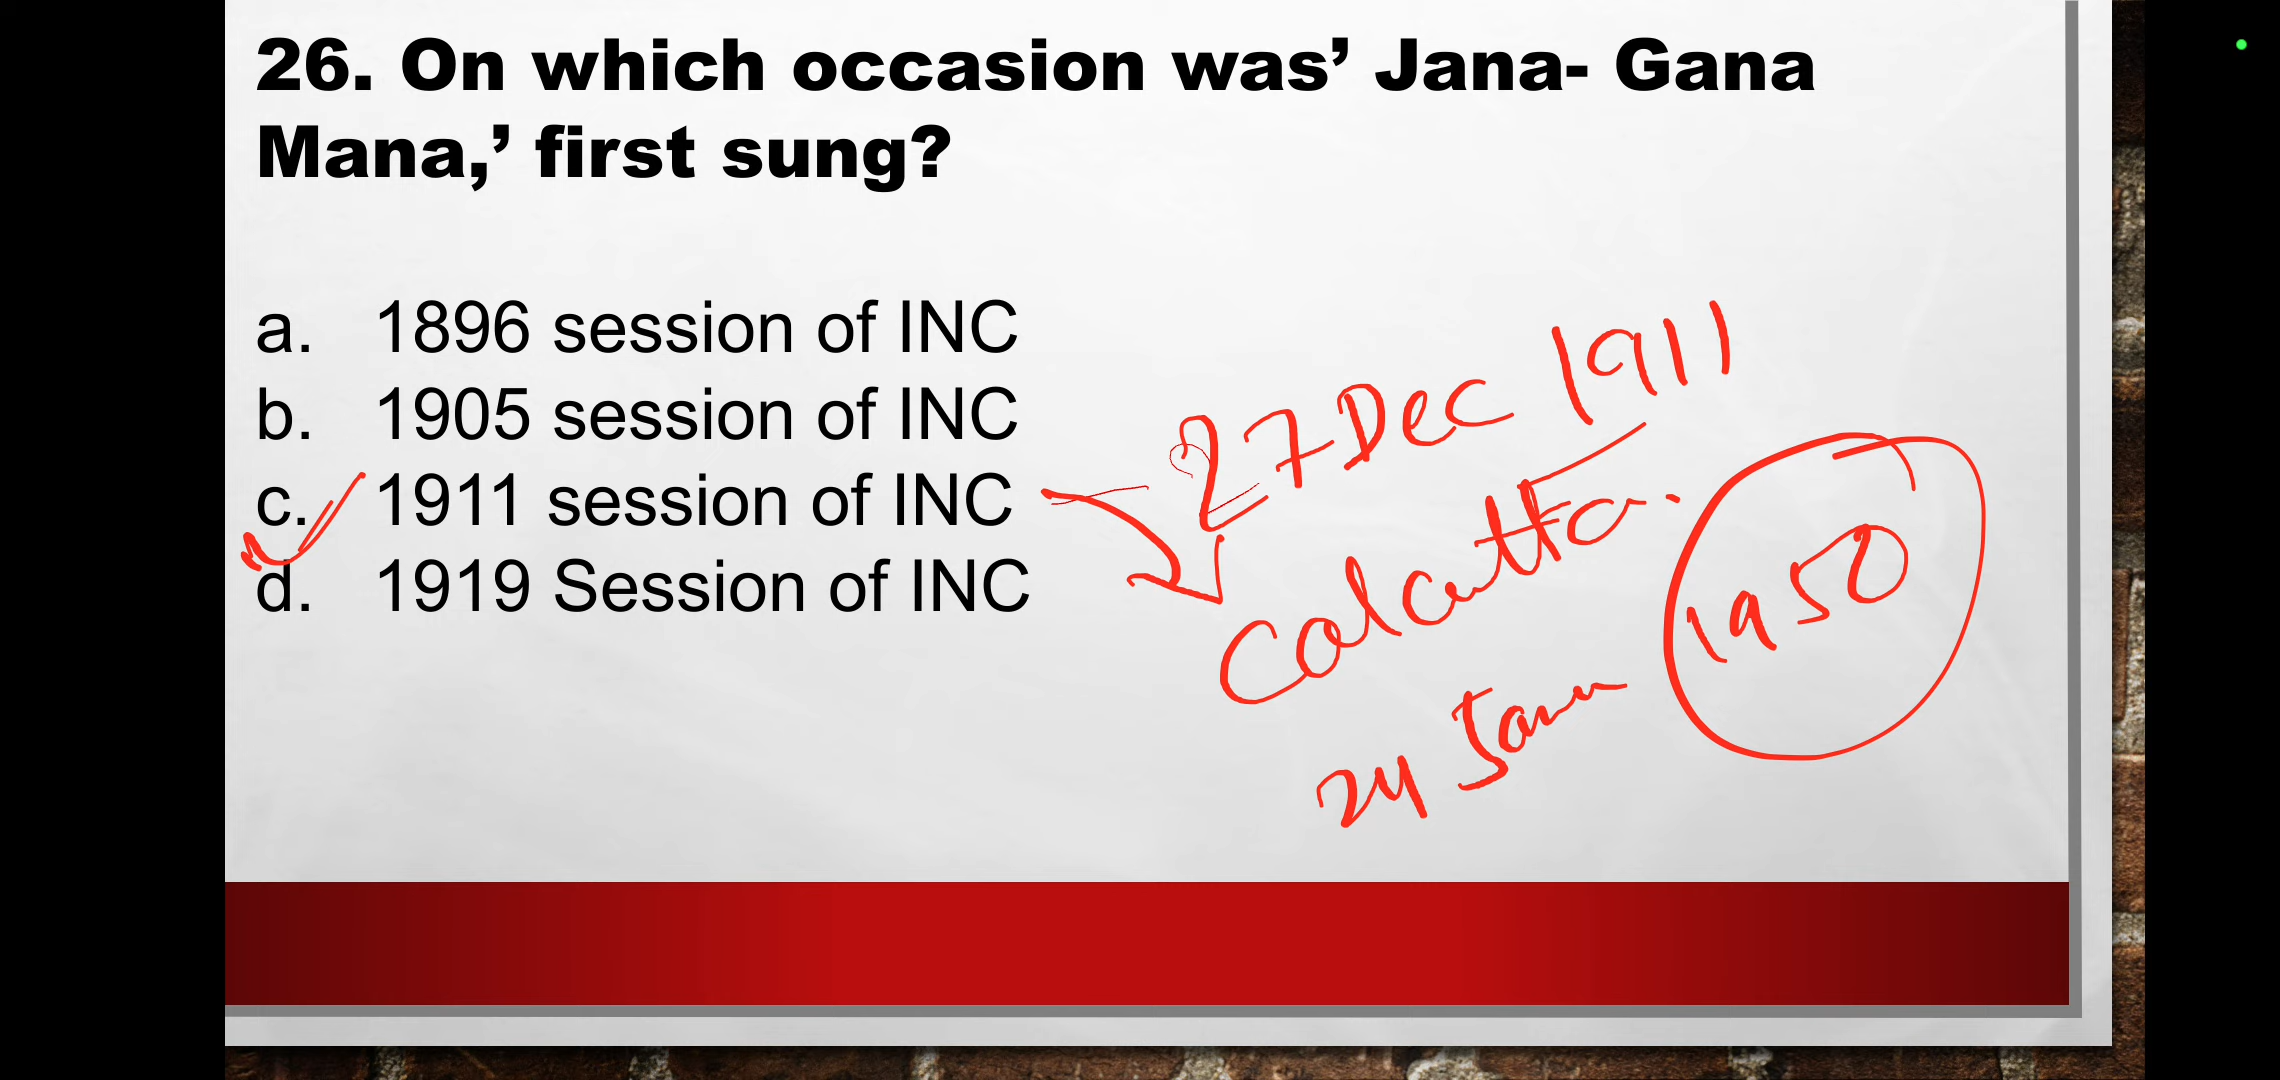 26. On which occasion was’ Jana- Gana
Mana,’ first sung?
a. 1896 session of INC
b. 1905 session of INC
c. 1911 session of INC
d. 1919 Session of INC
27 Dec 1911
Calcutta.
1950
24 Jan